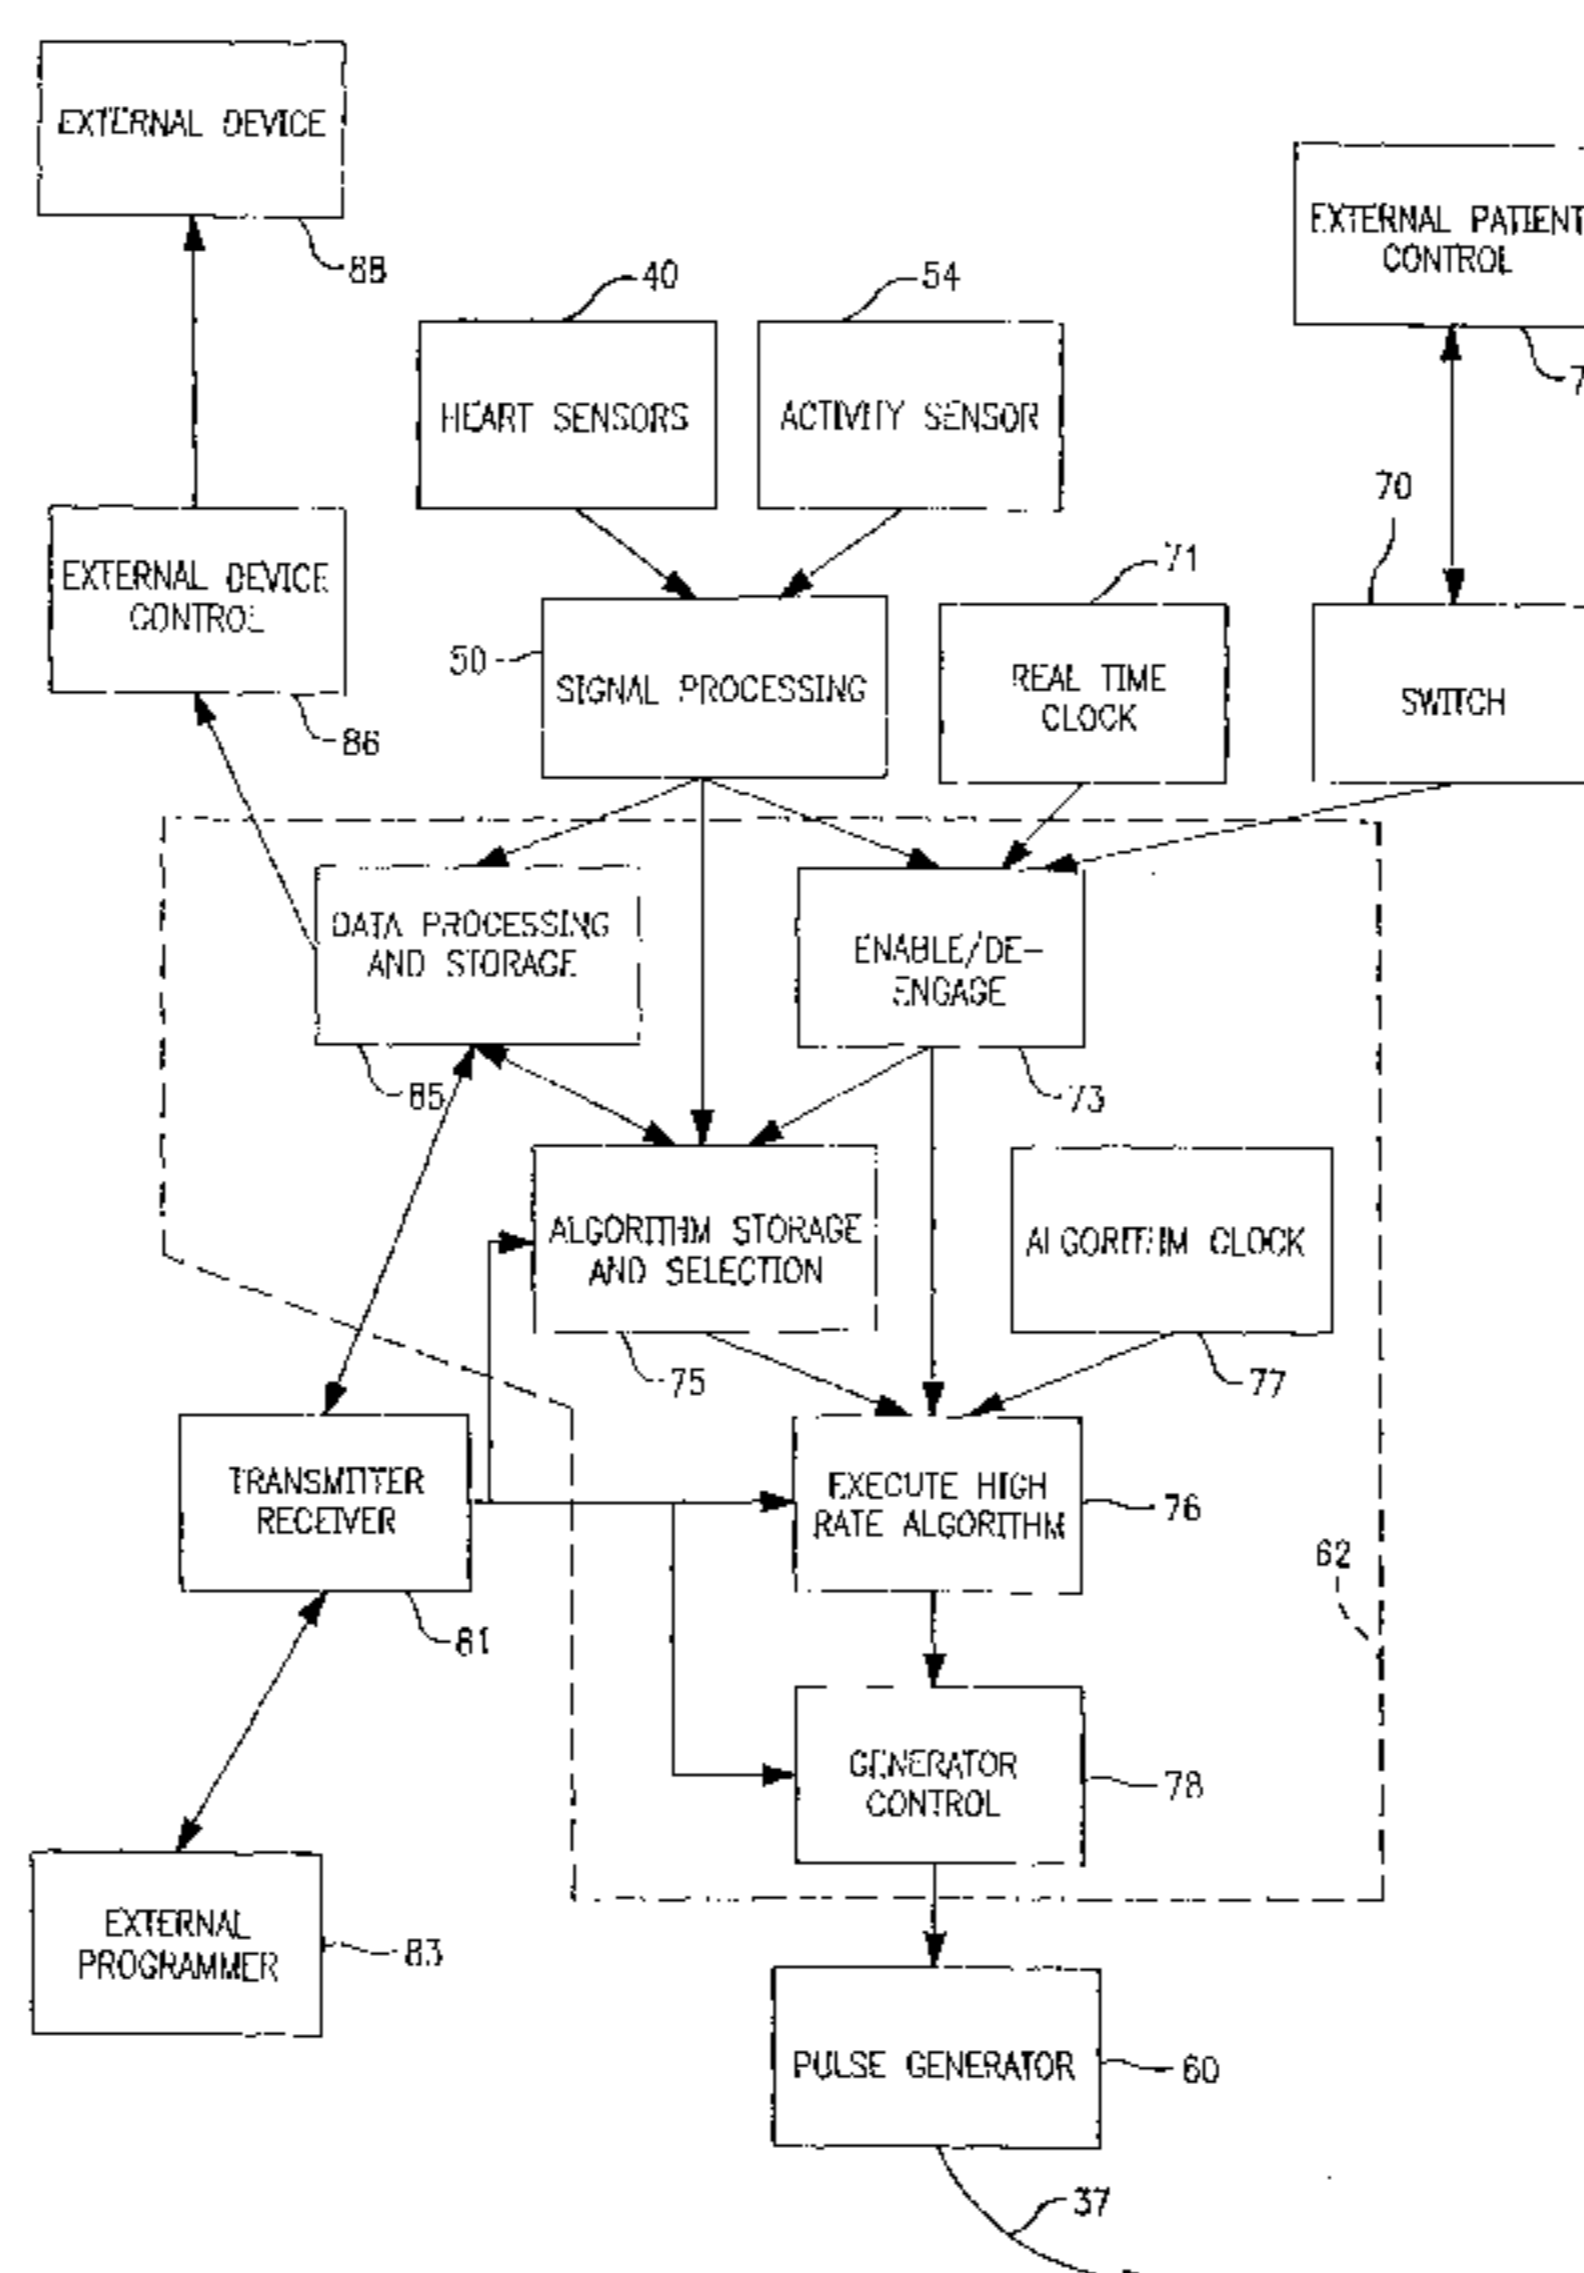 EXTERNAL DEVICE
88
EXTERNAL PATIENT
CONTROL
7
40
54
HEART SENSORS
ACTIVITY SENSOR
70
EXTERNAL DEVICE
CONTROL
86
71
50
SIGNAL PROCESSING
REAL TIME
CLOCK
SWITCH
DATA PROCESSING
AND STORAGE
85
ENABLE/DE-
ENGAGE
73
ALGORITHM STORAGE
AND SELECTION
75
ALGORITHM CLOCK
77
TRANSMITTER
RECEIVER
81
EXECUTE HIGH
RATE ALGORITHM
76
62
GENERATOR
CONTROL
78
EXTERNAL
PROGRAMMER
83
PULSE GENERATOR
60
37